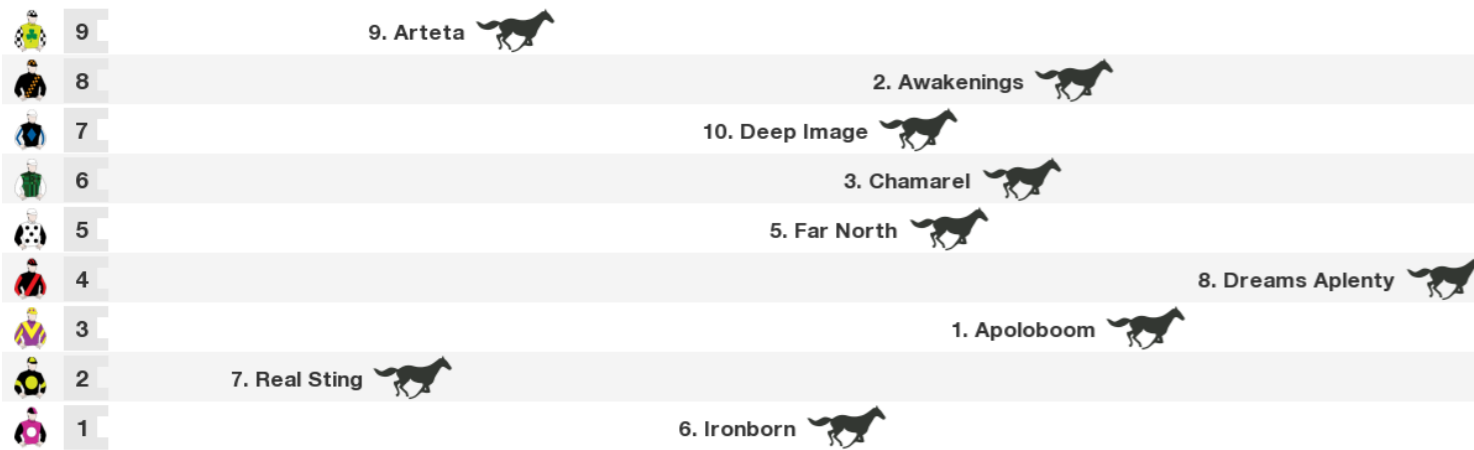 9 9. Arteta
8 2. Awakenings
7 10. Deep Image
6 3. Chamarel
5 5. Far North
4 8. Dreams Aplenty
3 1. Apoloboom
2 7. Real Sting
1 6. Ironborn